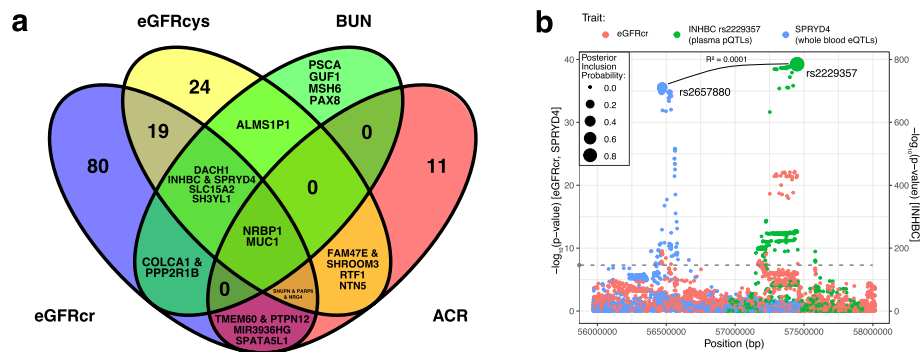 a
eGFRcys
BUN
eGFRcr
ACR
24
PSCA
GUF1
MSH6
PAX8
19
ALMS1P1
0
80
11
DACH1
INHBC & SPRYD4
SLC15A2
SH3YL1
0
NRBP1
MUC1
COLCA1 &
PPP2R1B
FAM47E &
SHROOM3
RTF1
NTN5
0
SNUPN & PARP6
& NRG4
TMEM60 & PTPN12
MIR3936HG
SPATA5L1
b
Trait:
eGFRcr
INHBC rs2229357
(plasma pQTLs)
SPRYD4
(whole blood eQTLs)
Posterior
Inclusion
Probability:
0.0
0.2
0.4
0.6
0.8
R² = 0.0001
rs2657880
rs2229357
40
30
20
10
0
−log₁₀(p−value) [eGFRcr, SPRYD4]
800
600
400
200
0
−log₁₀(p−value) [INHBC]
56000000
56500000
57000000
57500000
58000000
Position (bp)